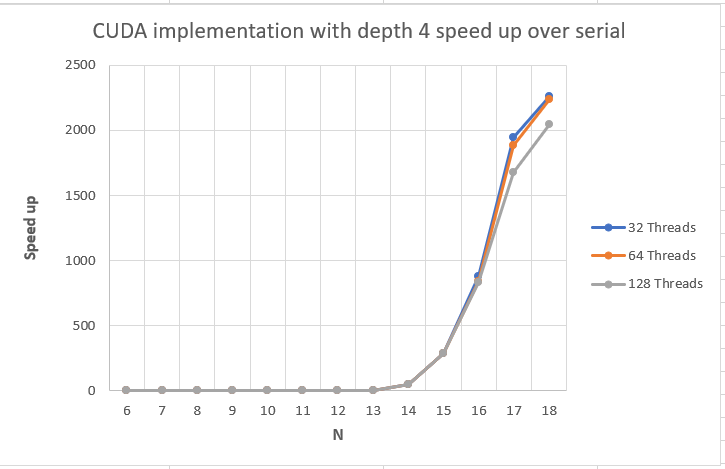 CUDA implementation with depth 4 speed up over serial
2500
2000
1500
1000
500
0
Speed up
6 7 8 9 10 11 12 13 14 15 16 17 18
N
32 Threads
64 Threads
128 Threads